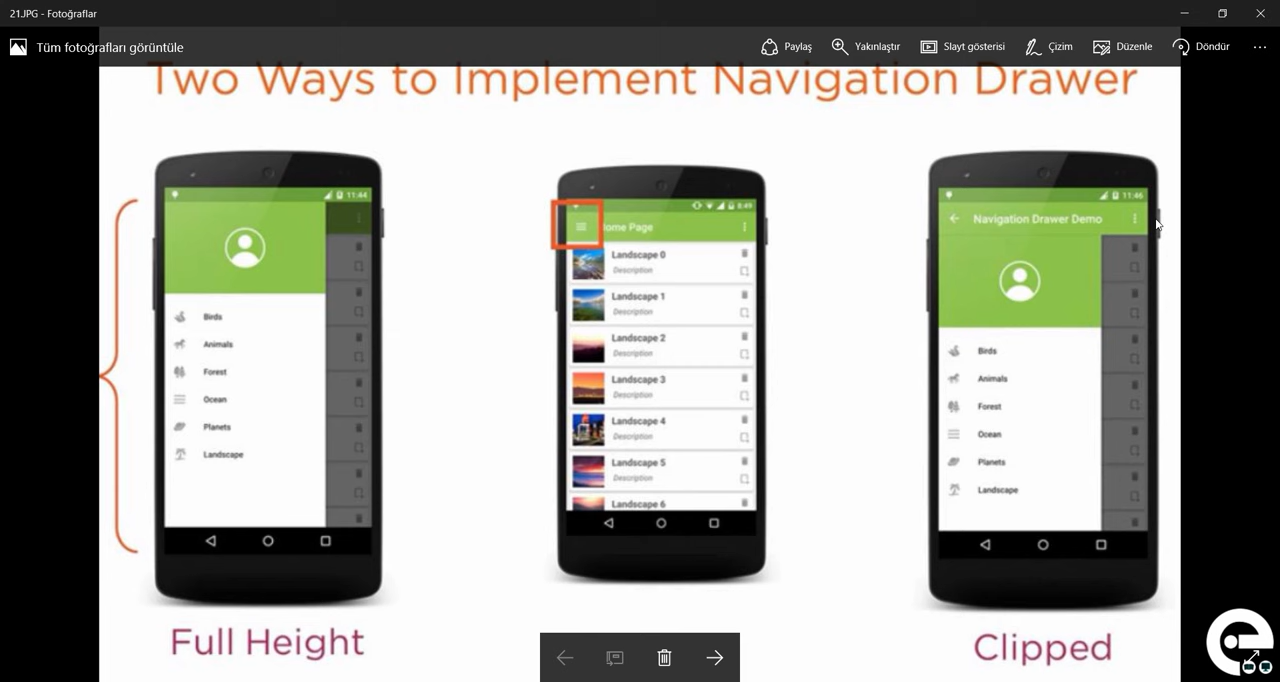 21.JPG - Fotoğraflar
Tüm fotoğrafları görüntüle
Paylaş
Yakınlaştır
Slayt gösterisi
Çizim
Düzenle
Döndür
Two Ways to Implement Navigation Drawer
11:44
Birds
Animals
Forest
Ocean
Planets
Landscape
Full Height
8:49
ome Page
Landscape 0
Description
Landscape 1
Description
Landscape 2
Description
Landscape 3
Description
Landscape 4
Description
Landscape 5
Description
Landscape 6
11:46
Navigation Drawer Demo
Birds
Animals
Forest
Ocean
Planets
Landscape
Clipped